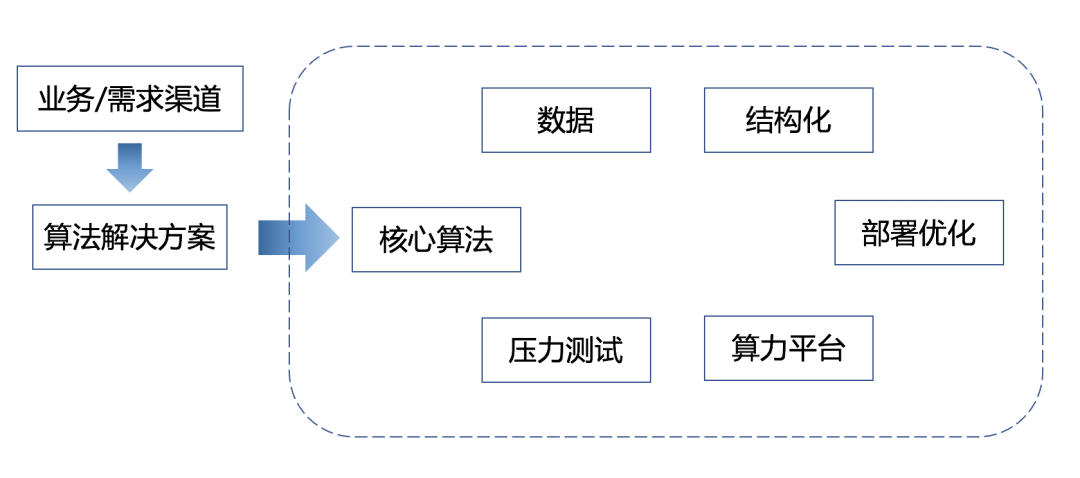 业务/需求渠道
算法解决方案
数据
结构化
核心算法
部署优化
压力测试
算力平台